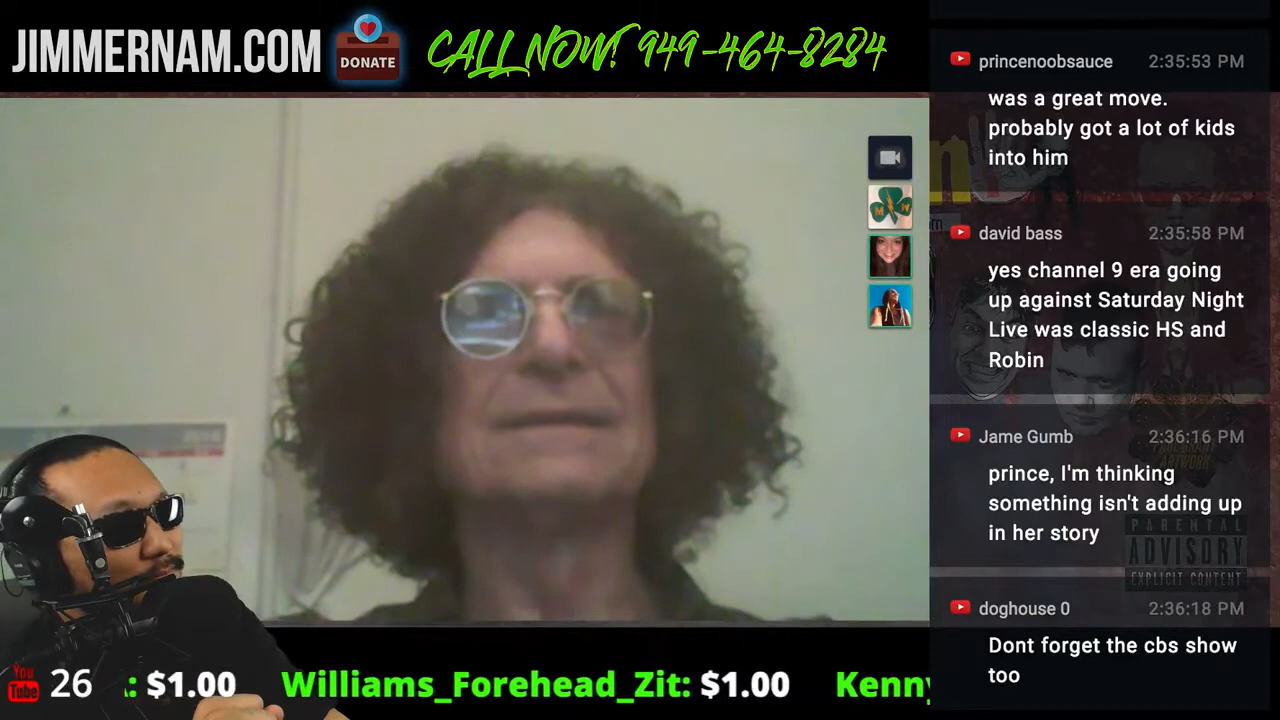 JIMMERNAM.COM
DONATE
CALL NOW! 949-464-8284
princenoobsauce 2:35:53 PM
was a great move.
probably got a lot of kids
into him
david bass 2:35:58 PM
yes channel 9 era going
up against Saturday Night
Live was classic HS and
Robin
Jame Gumb 2:36:16 PM
prince, I'm thinking
something isn't adding up
in her story
PARENTAL
ADVISORY
EXPLICIT CONTENT
doghouse 0 2:36:18 PM
Dont forget the cbs show
too
You
Tube
26 : $1.00 Williams_Forehead_Zit: $1.00 Kenny